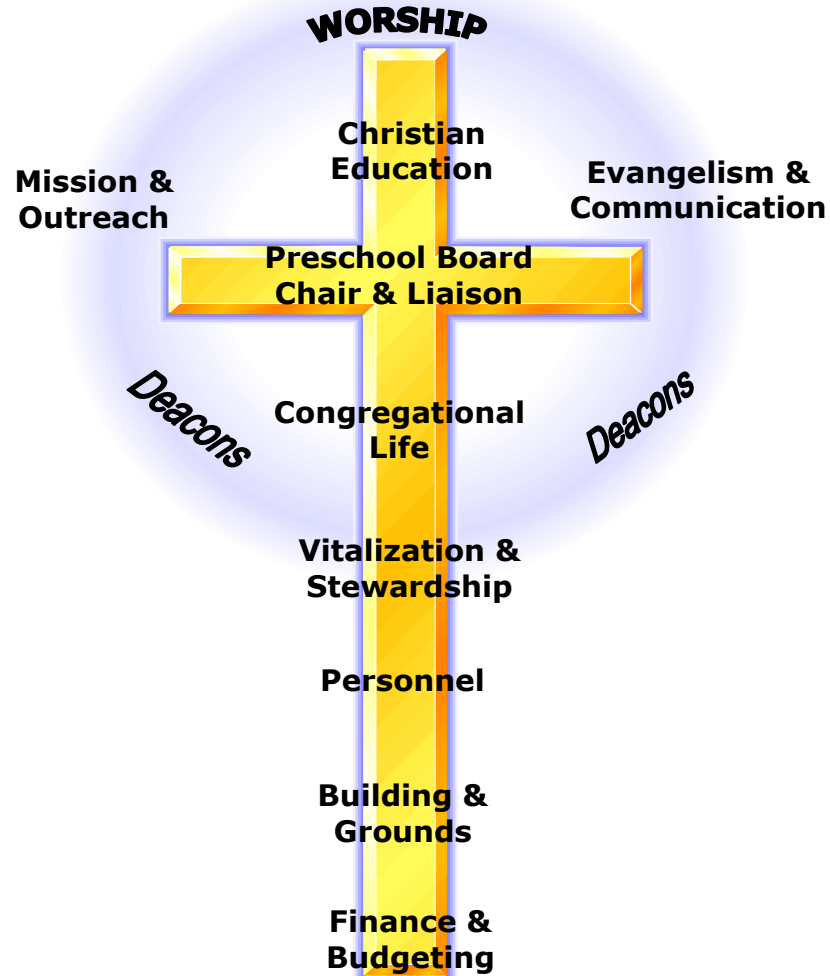 WORSHIP
Christian
Education
Mission &
Outreach
Evangelism &
Communication
Preschool Board
Chair & Liaison
Deacons
Congregational
Life
Deacons
Vitalization &
Stewardship
Personnel
Building &
Grounds
Finance &
Budgeting